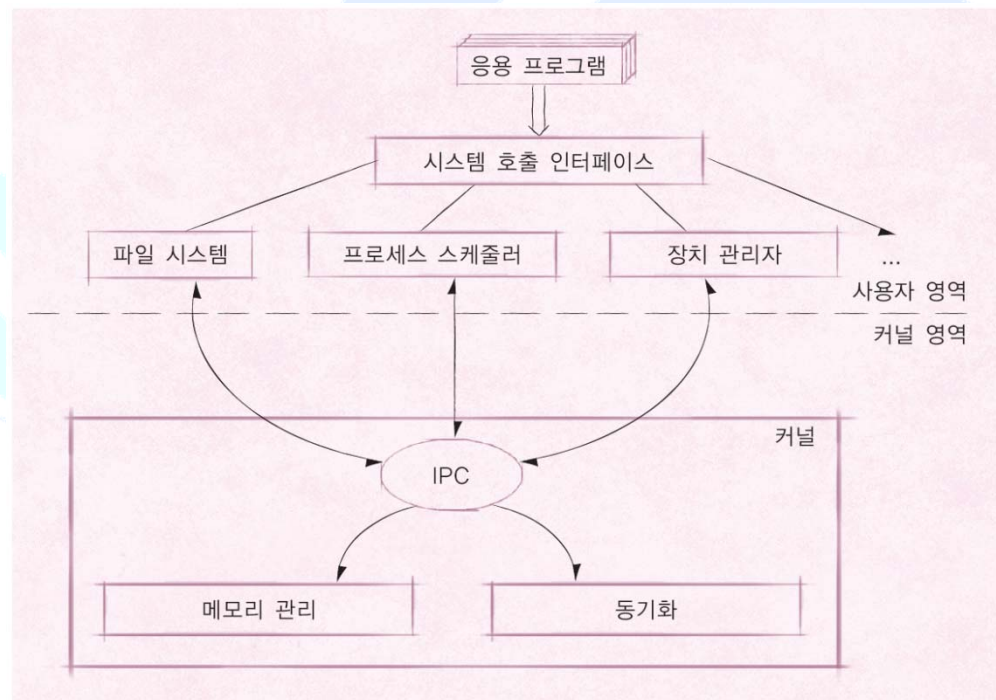 응용 프로그램
시스템 호출 인터페이스
파일 시스템
프로세스 스케줄러
장치 관리자
...
사용자 영역
커널 영역
커널
IPC
메모리 관리
동기화